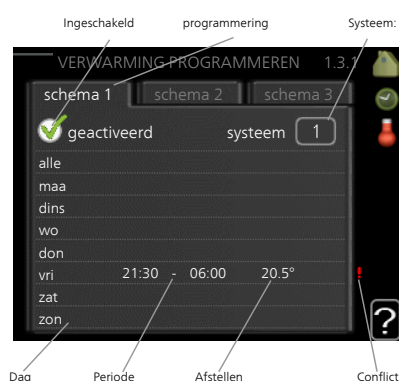 Ingeschakeld programmering Systeem:
VERWARMING PROGRAMMEREN 1.3.1
schema 1 schema 2 schema 3
geactiveerd systeem 1
alle
maa
dins
wo
don
vri 21:30 - 06:00 20.5° !
zat
zon ?
Dag Periode Afstellen Conflict